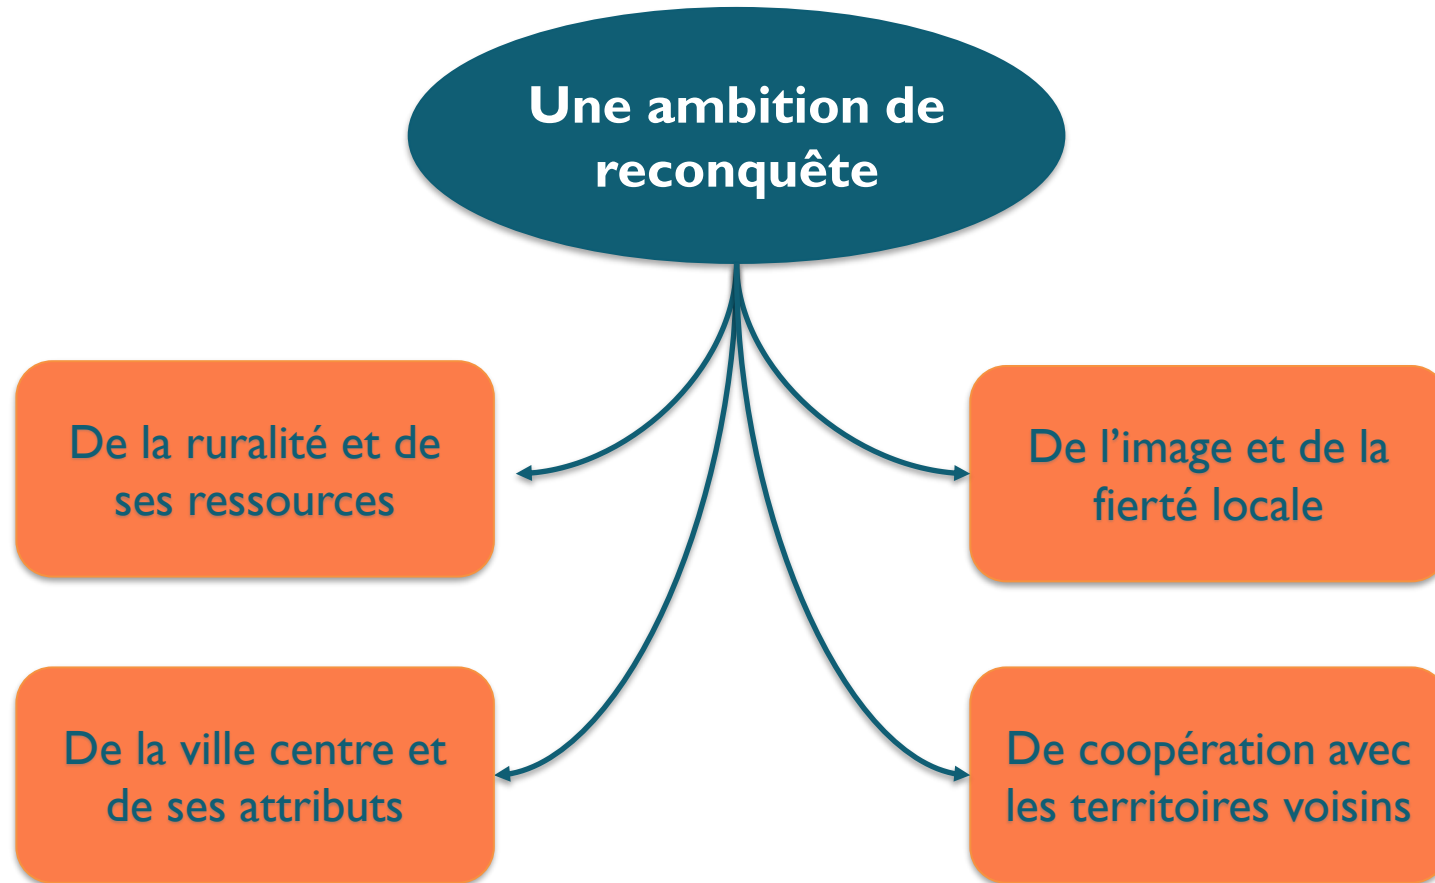 Une ambition de
reconquête
De la ruralité et de
ses ressources
De l’image et de la
fierté locale
De la ville centre et
de ses attributs
De coopération avec
les territoires voisins